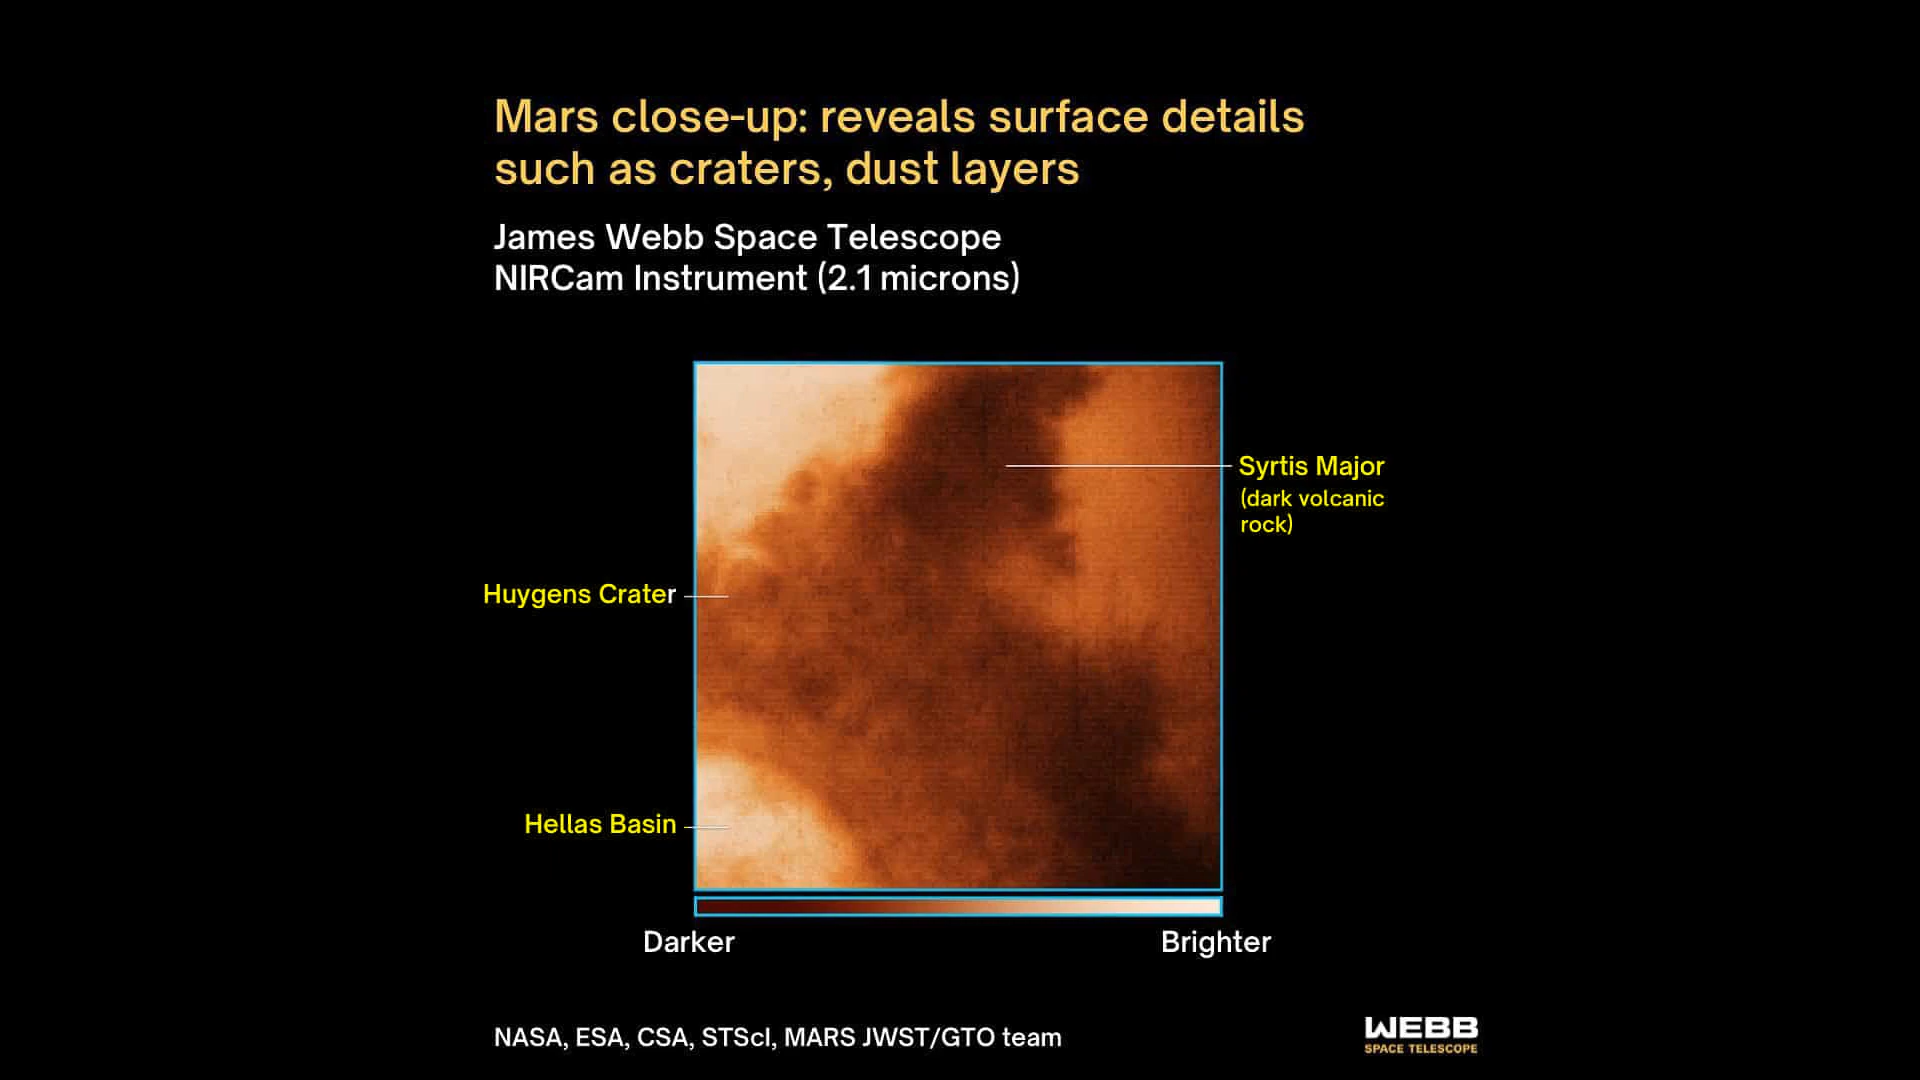 Mars close-up: reveals surface details
such as craters, dust layers
James Webb Space Telescope
NIRCam Instrument (2.1 microns)
Syrtis Major
(dark volcanic
rock)
Huygens Crater
Hellas Basin
Darker
Brighter
NASA, ESA, CSA, STScI, MARS JWST/GTO team
WEBB
SPACE TELESCOPE